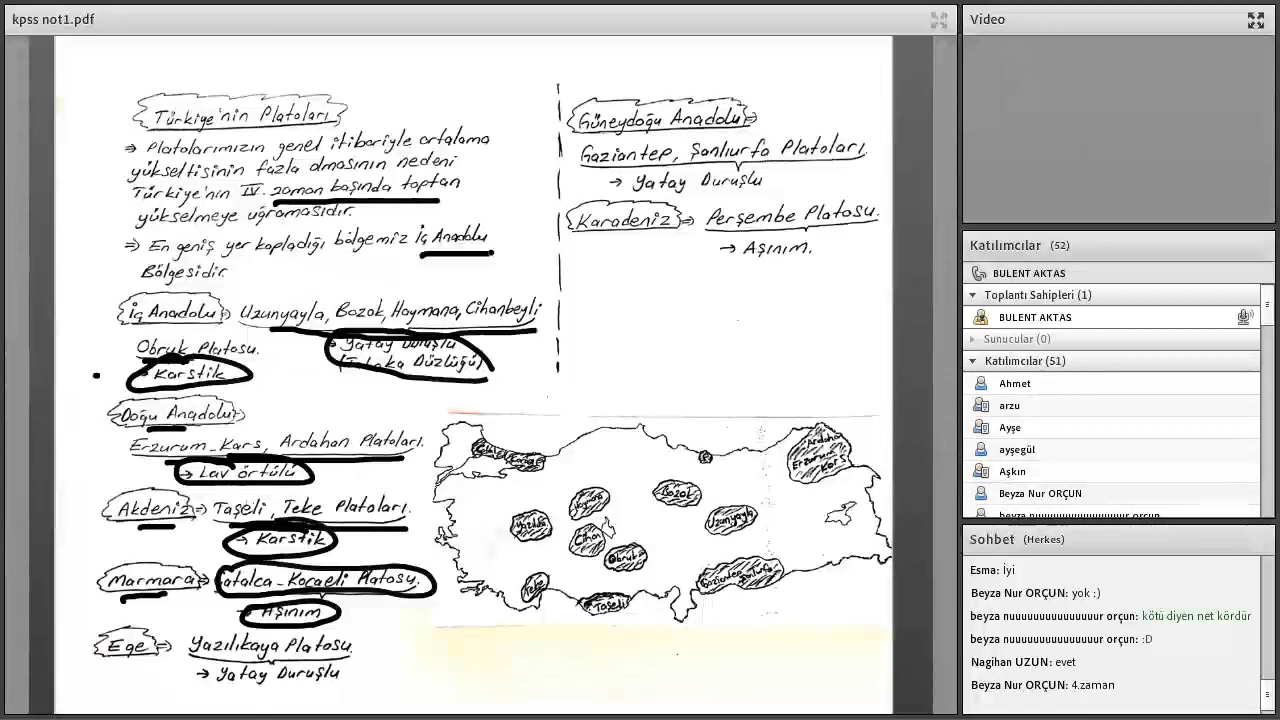 kpss not1.pdf
Türkiye'nin Platoları
⇒ Platolarımızın genel itibariyle ortalama
yükseltisinin fazla olmasının nedeni
Türkiye'nin IV. zaman başında toptan
yükselmeye uğramasıdır.
⇒ En geniş yer kapladığı bölgemiz İç Anadolu
Bölgesidir
İç Anadolu ⇒ Uzunyayla, Bozok, Haymana, Cihanbeyli
→ Yatay Duruşlu
Obruk Platosu.
Düzlüğü)
→ Karstik
Doğu Anadolu ⇒
Erzurum-Kars, Ardahan Platoları.
→ Lav örtülü
Akdeniz ⇒ Taşeli, Teke Platoları.
→ Karstik
Marmara ⇒ Çatalca-Kocaeli Platosu.
→ Aşınım
Ege ⇒ Yazılıkaya Platosu.
→ Yatay Duruşlu
Güneydoğu Anadolu ⇒
Gaziantep, Şanlıurfa Platoları.
→ Yatay Duruşlu
Karadeniz ⇒ Perşembe Platosu.
→ Aşınım.
Ardahan
Erzurum
Kars
Bozok
Uzunyayla
Cihan
Obruk
Gaziantep Şanlıurfa
Teke
Taşeli
Video
Katılımcılar (52)
BULENT AKTAS
Toplantı Sahipleri (1)
BULENT AKTAS
Sunucular (0)
Katılımcılar (51)
Ahmet
arzu
Ayşe
ayşegül
Aşkın
Beyza Nur ORÇUN
Sohbet (Herkes)
Esma: İyi
Beyza Nur ORÇUN: yok :)
beyza nuuuuuuuuuuuuuuur orçun: kötü diyen net kördür
beyza nuuuuuuuuuuuuuuur orçun: :D
Nagihan UZUN: evet
Beyza Nur ORÇUN: 4.zaman